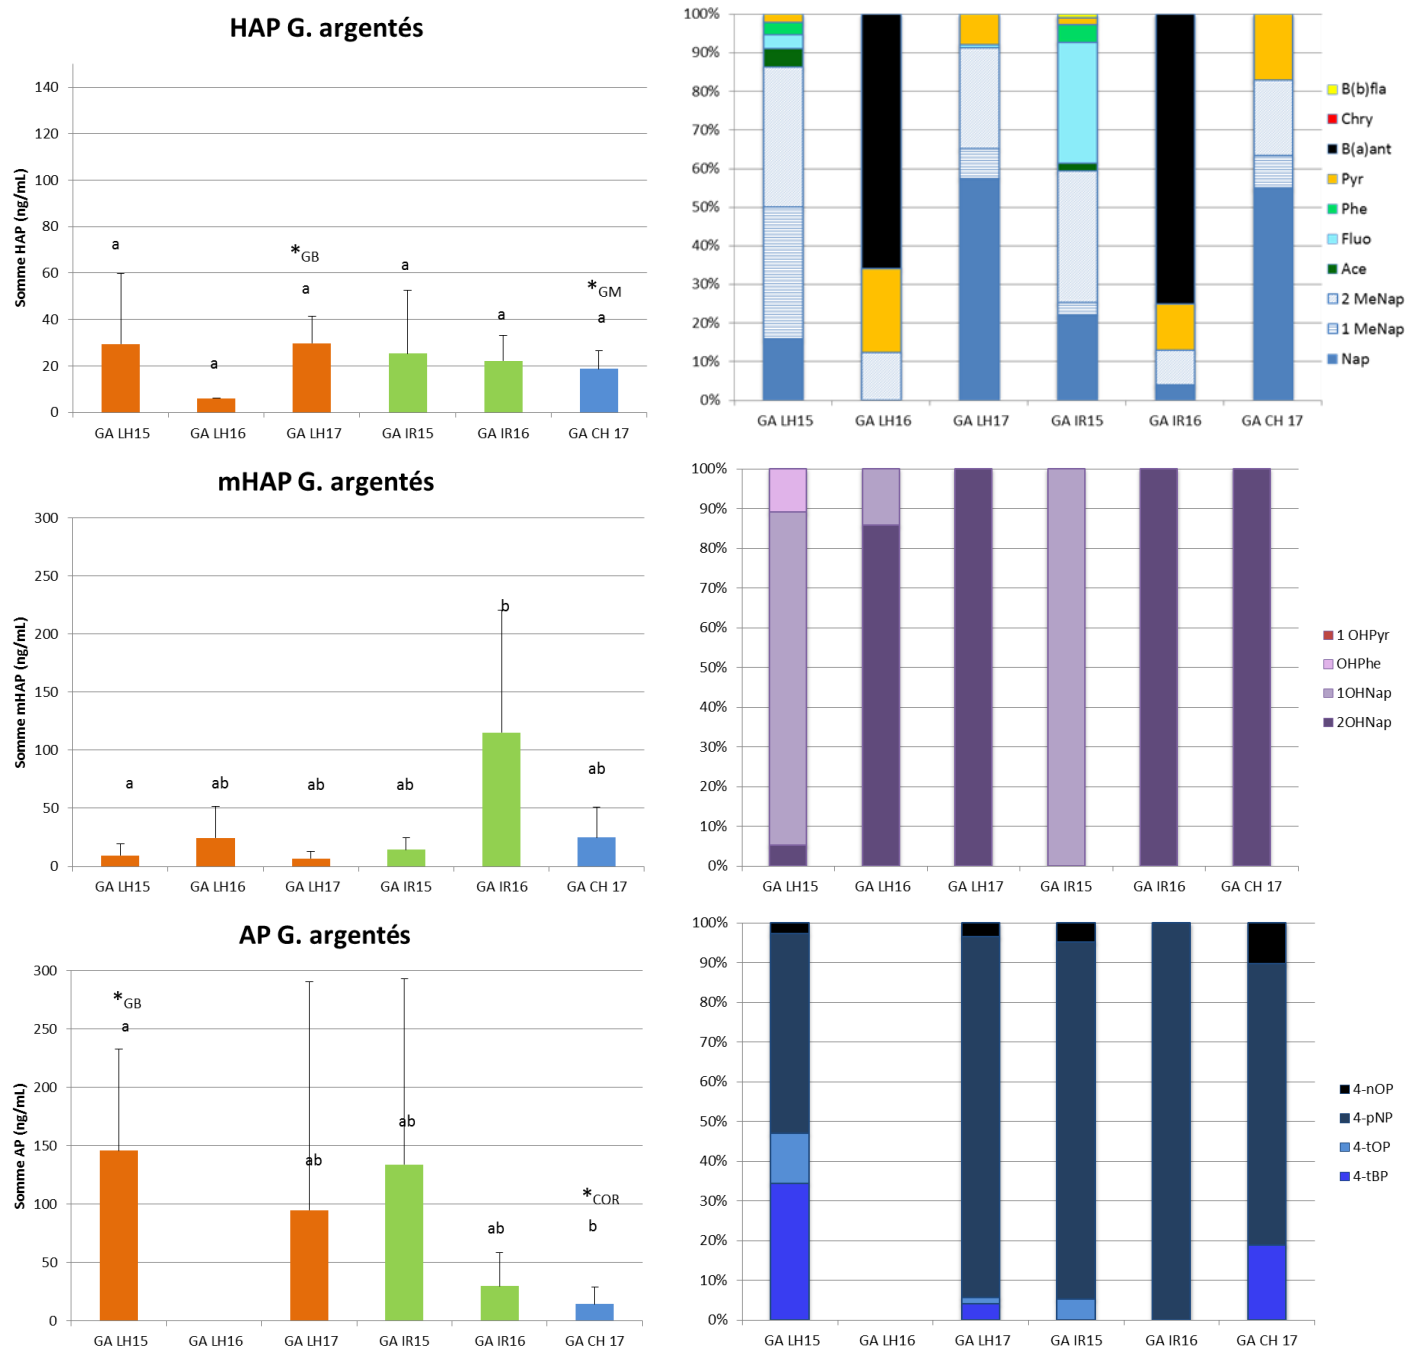 HAP G. argentés
Somme HAP (ng/mL)
140
120
100
80
60
40
20
0
a
a
*GB
a
a
a
*GM
a
GA LH15
GA LH16
GA LH17
GA IR15
GA IR16
GA CH 17
100%
90%
80%
70%
60%
50%
40%
30%
20%
10%
0%
GA LH15
GA LH16
GA LH17
GA IR15
GA IR16
GA CH 17
B(b)fla
Chry
B(a)ant
Pyr
Phe
Fluo
Ace
2 MeNap
1 MeNap
Nap
mHAP G. argentés
Somme mHAP (ng/mL)
300
250
200
150
100
50
0
a
ab
ab
ab
b
ab
GA LH15
GA LH16
GA LH17
GA IR15
GA IR16
GA CH 17
100%
90%
80%
70%
60%
50%
40%
30%
20%
10%
0%
GA LH15
GA LH16
GA LH17
GA IR15
GA IR16
GA CH 17
1 OHPyr
OHPhe
1OHNap
2OHNap
AP G. argentés
Somme AP (ng/mL)
300
250
200
150
100
50
0
*GB
a
ab
ab
ab
*COR
b
GA LH15
GA LH16
GA LH17
GA IR15
GA IR16
GA CH 17
100%
90%
80%
70%
60%
50%
40%
30%
20%
10%
0%
GA LH15
GA LH16
GA LH17
GA IR15
GA IR16
GA CH 17
4-nOP
4-pNP
4-tOP
4-tBP